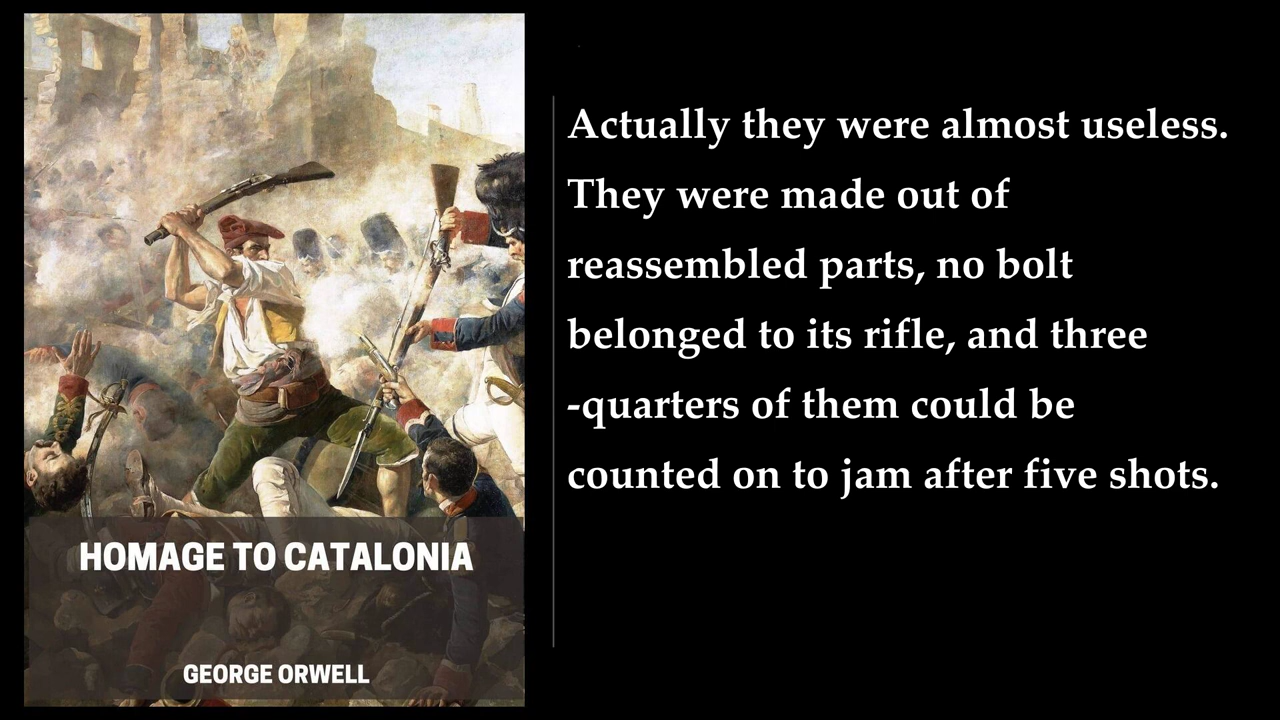 HOMAGE TO CATALONIA
GEORGE ORWELL
Actually they were almost useless.
They were made out of
reassembled parts, no bolt
belonged to its rifle, and three
-quarters of them could be
counted on to jam after five shots.